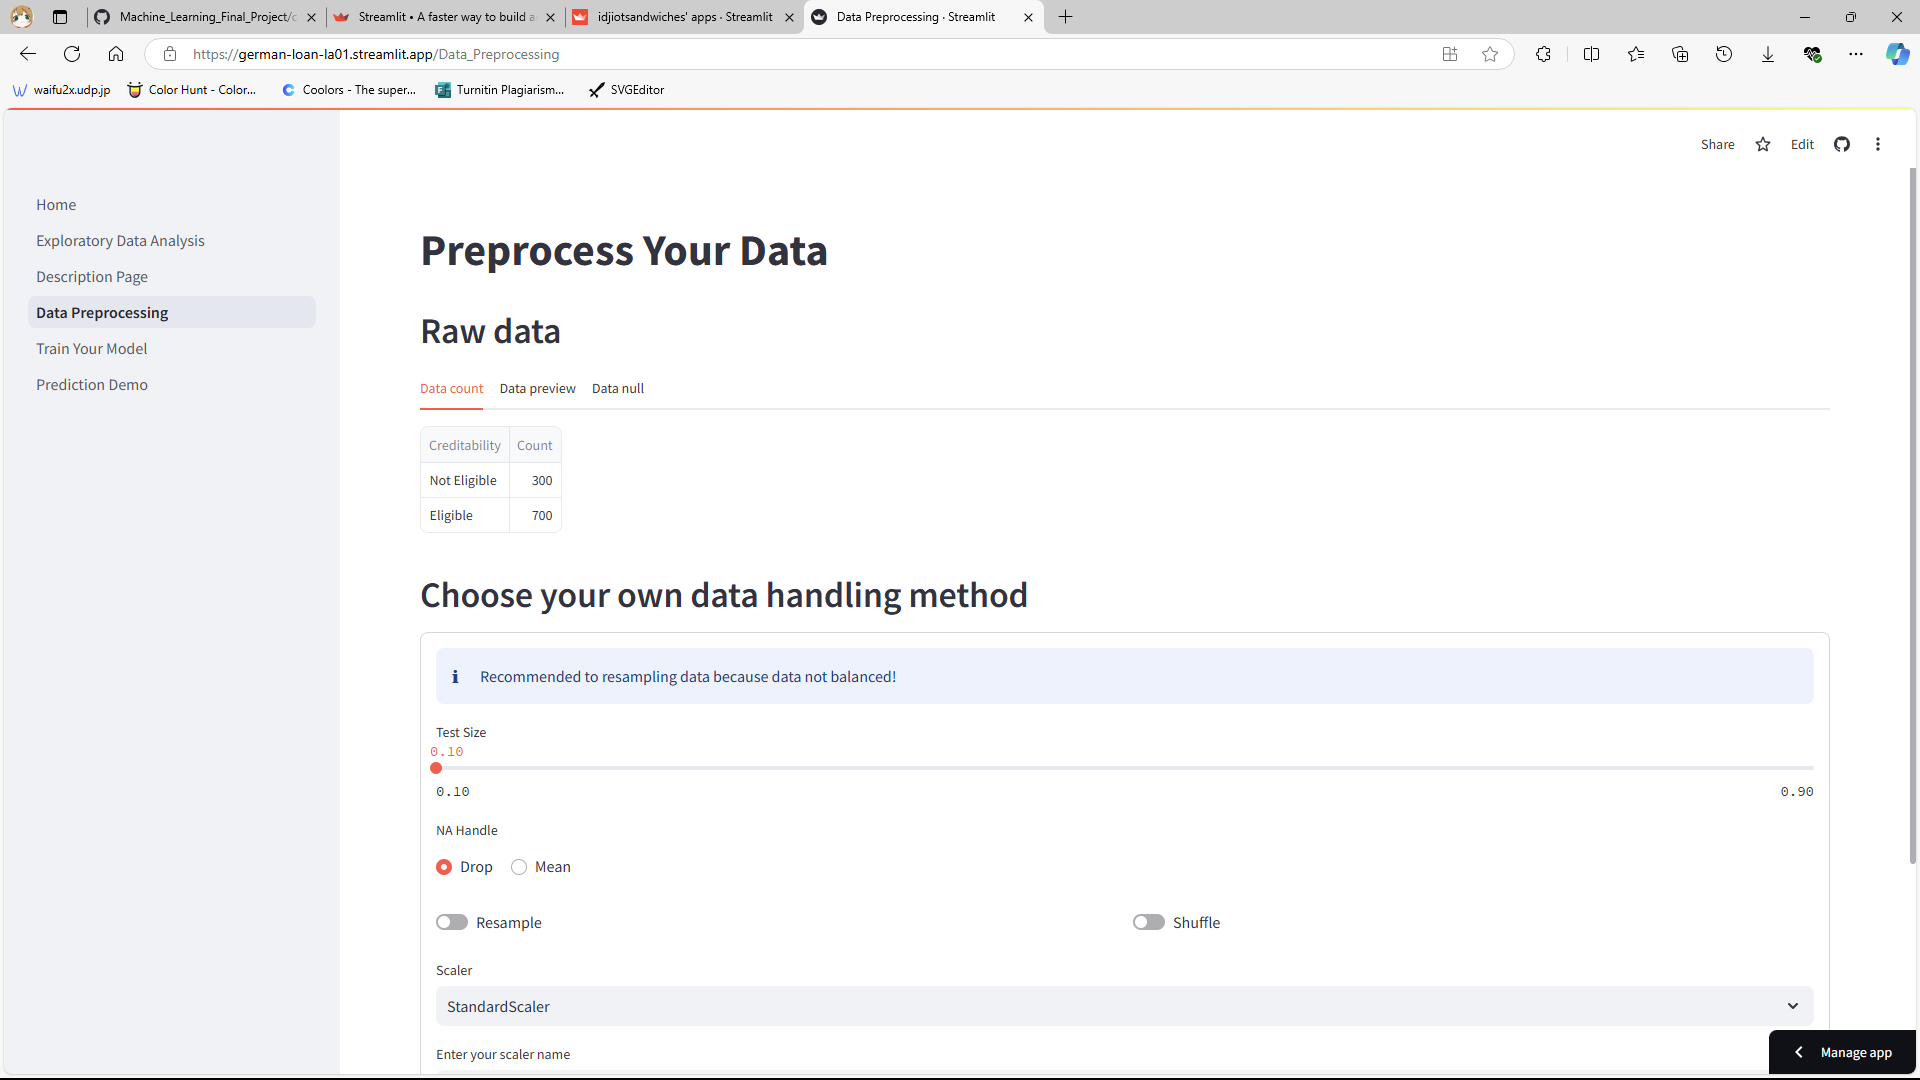 Machine_Learning_Final_Project/c
Streamlit • A faster way to build a
idjiotsandwiches' apps · Streamlit
Data Preprocessing · Streamlit
https://german-loan-la01.streamlit.app/Data_Preprocessing
waifu2x.udp.jp
Color Hunt - Color...
Coolors - The super...
Turnitin Plagiarism...
SVGEditor
Share
Edit
Home
Exploratory Data Analysis
Description Page
Data Preprocessing
Train Your Model
Prediction Demo
Preprocess Your Data
Raw data
Data count Data preview Data null
Creditability Count
Not Eligible 300
Eligible 700
Choose your own data handling method
Recommended to resampling data because data not balanced!
Test Size
0.10
0.10 0.90
NA Handle
Drop Mean
Resample Shuffle
Scaler
StandardScaler
Enter your scaler name
Manage app